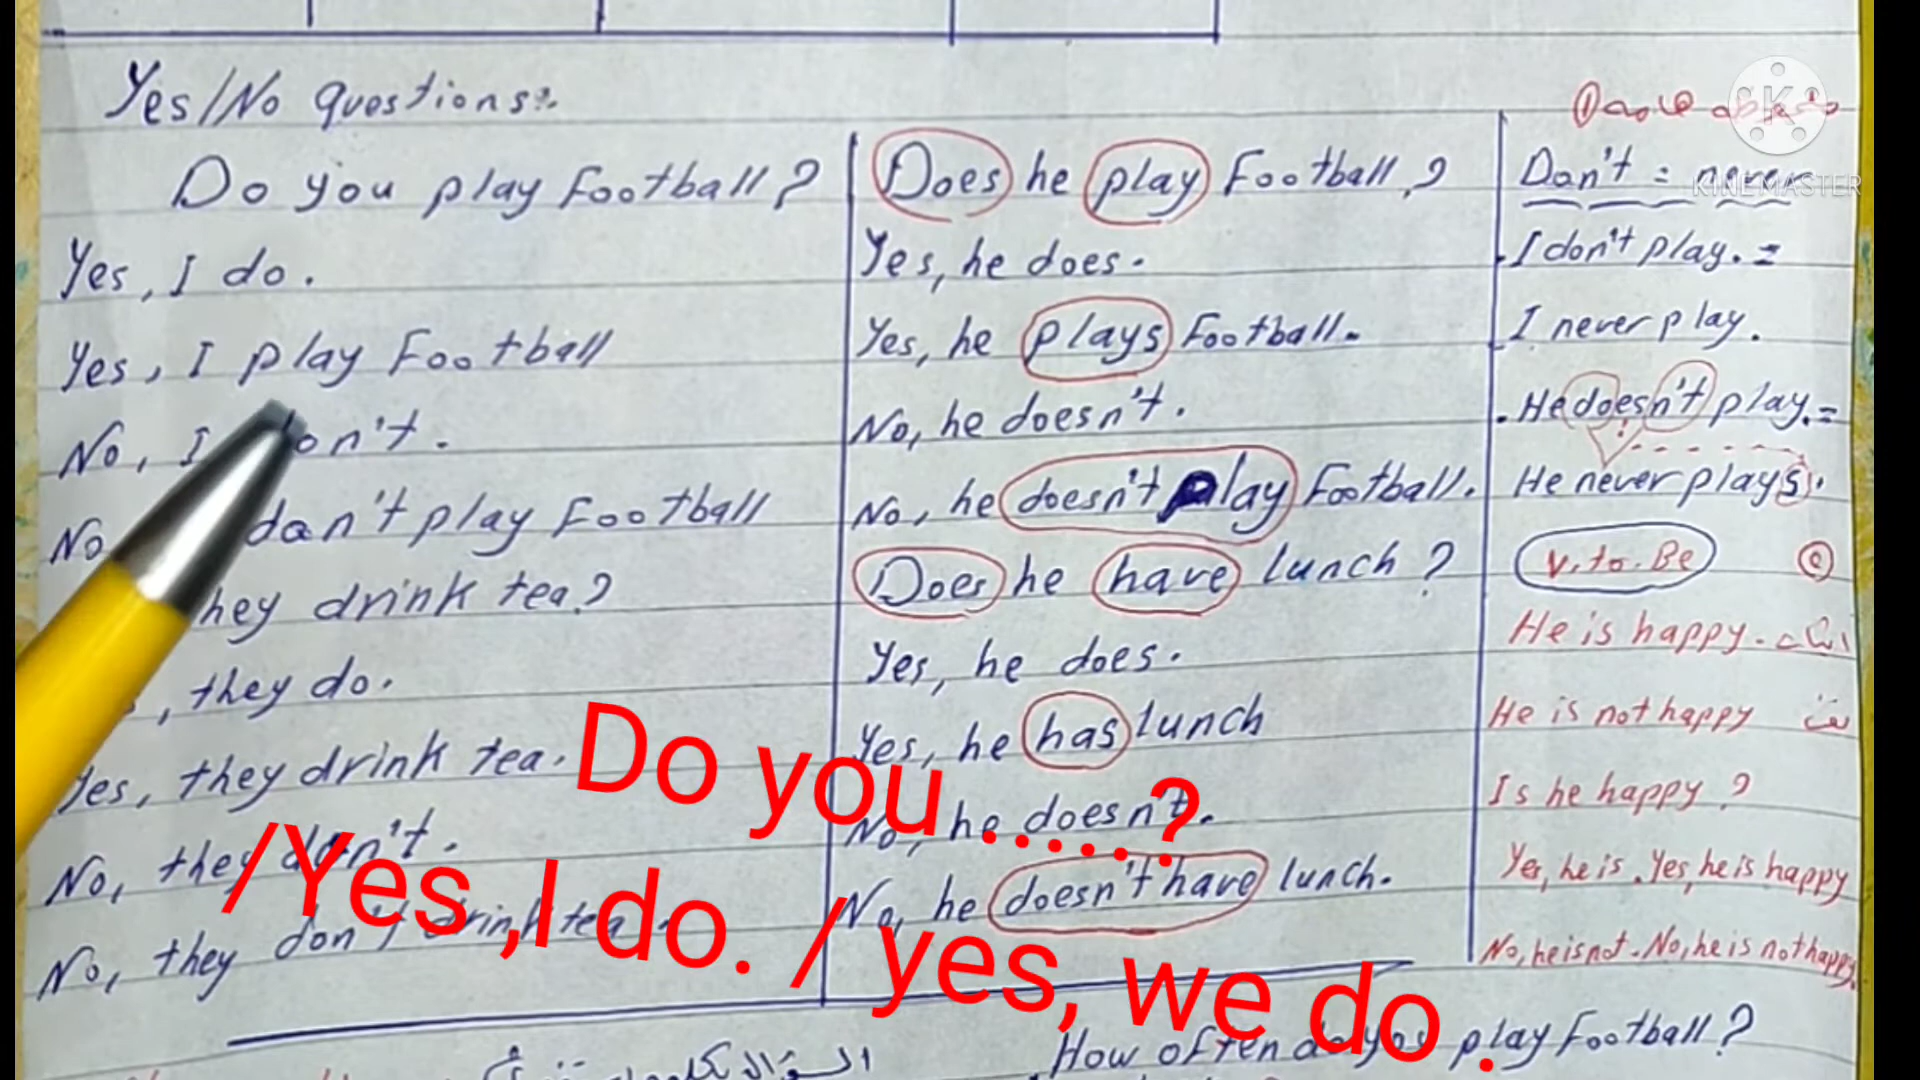 Yes/No questions:
Do you play Football?
Yes, I do.
Yes, I play Football
No, I don't.
No dan't play Football
hey drink tea?
, they do.
Yes, they drink tea.
No, they don't.
No, they don't drink tea.
Does he play Football?
Yes, he does.
Yes, he plays Football.
No, he doesn't.
No, he doesn't play Football.
Does he have lunch?
Yes, he does.
Yes, he has lunch
No, he doesn't.
No, he doesn't have lunch.
Don't = never
. I don't play. =
. I never play.
. He doesn't play. =
He never plays.
V. to. Be
He is happy.
He is not happy
Is he happy?
Yes, he is. Yes, he is happy
No, he is not. No, he is not happy.
Do you ......?
/Yes ,I do. / yes, we do .
How often do you play Football?
السؤال بكلمات
KINEMASTER